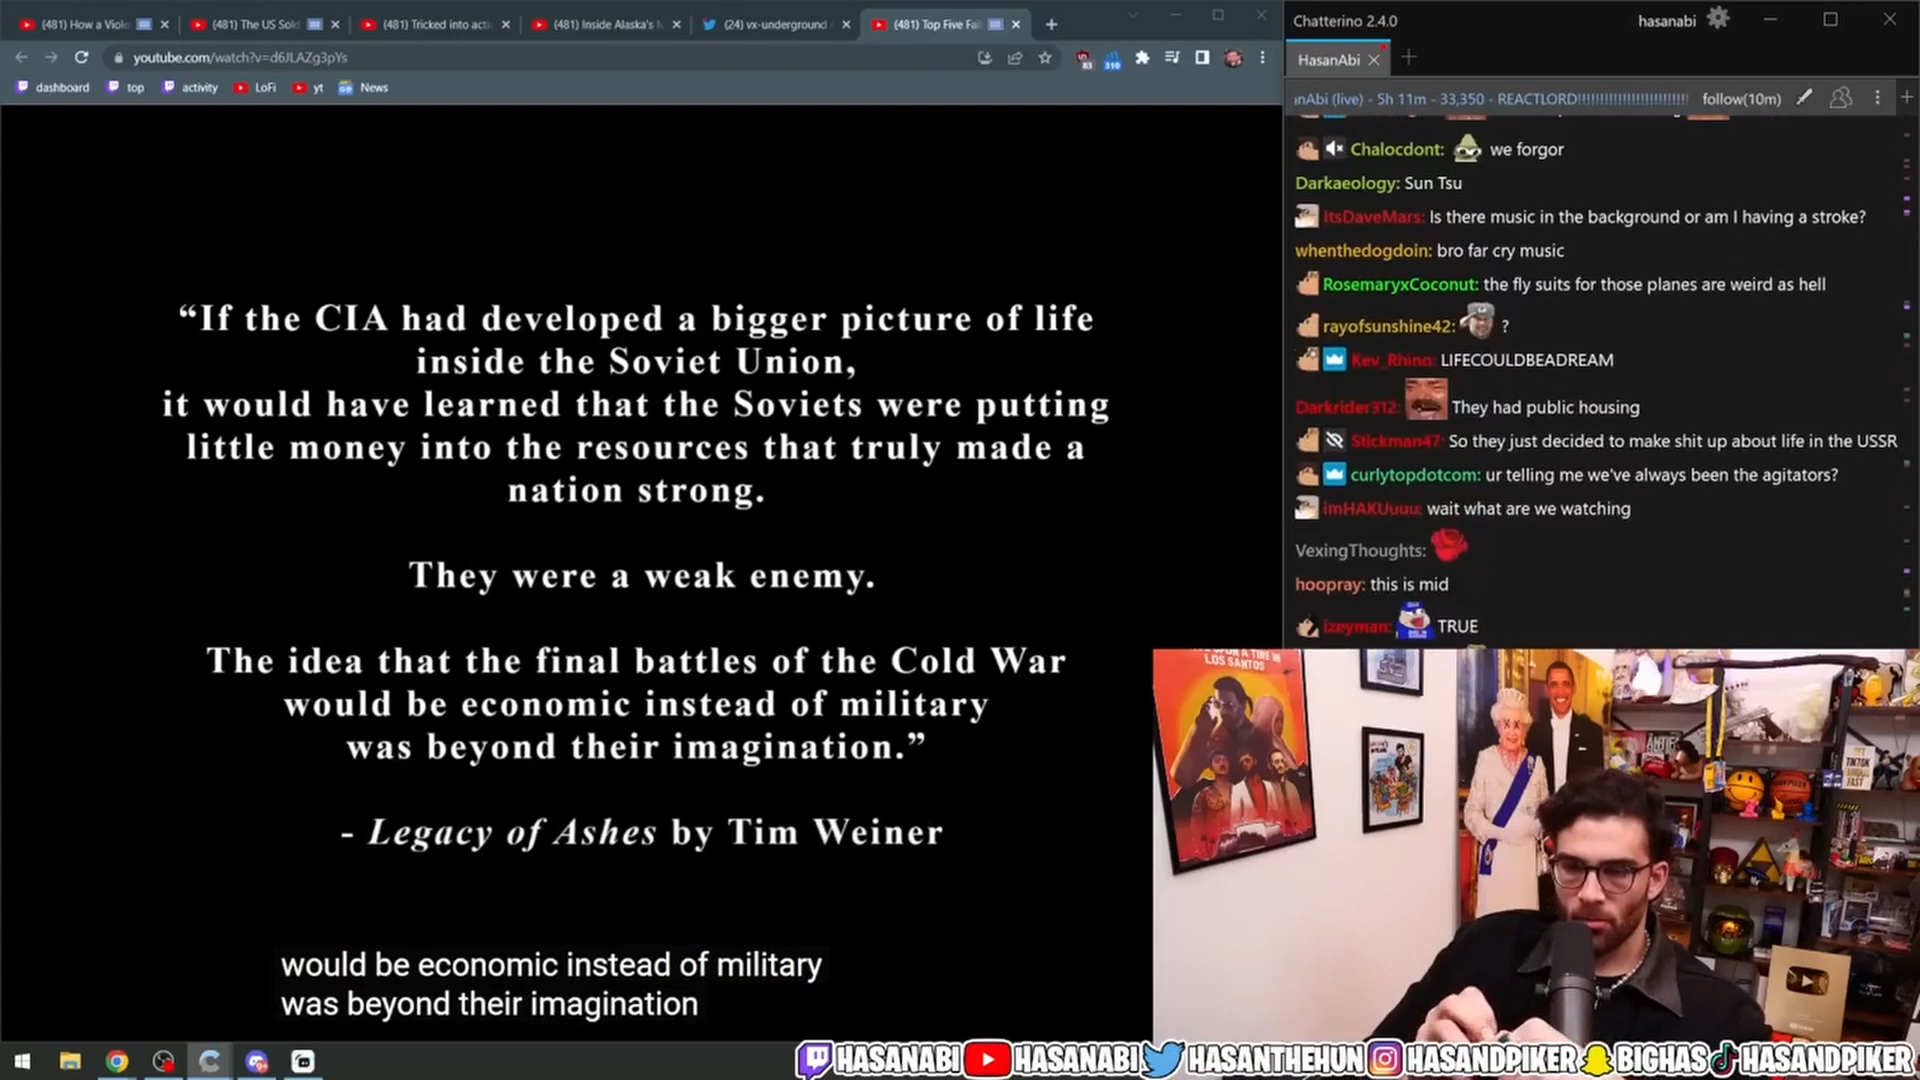 (481) How a Viole
(481) The US Sold
(481) Tricked into acti
(481) Inside Alaska's
(24) vx-underground
(481) Top Five Fai
youtube.com/watch?v=d6JLAZg3pYs
83
310
dashboard
top
activity
LoFi
yt
News
“If the CIA had developed a bigger picture of life
inside the Soviet Union,
it would have learned that the Soviets were putting
little money into the resources that truly made a
nation strong.
They were a weak enemy.
The idea that the final battles of the Cold War
would be economic instead of military
was beyond their imagination.”
- Legacy of Ashes by Tim Weiner
would be economic instead of military
was beyond their imagination
Chatterino 2.4.0
hasanabi
HasanAbi
nAbi (live) - 5h 11m - 33,350 - REACTLORD!!!!!!!!!!!!!!!!!!!!!!!!
follow(10m)
Chalocdont: we forgor
Darkaeology: Sun Tsu
ItsDaveMars: Is there music in the background or am I having a stroke?
whenthedogdoin: bro far cry music
RosemaryxCoconut: the fly suits for those planes are weird as hell
rayofsunshine42: ?
Kev_Rhino: LIFECOULDBEADREAM
Darkrider312: They had public housing
Stickman47: So they just decided to make shit up about life in the USSR
curlytopdotcom: ur telling me we've always been the agitators?
imHAKUuuu: wait what are we watching
VexingThoughts:
hoopray: this is mid
izeyman: TRUE
LOS SANTOS
HASANABI
HASANABI
HASANTHEHUN
HASANDPIKER
BIGHAS
HASANDPIKER